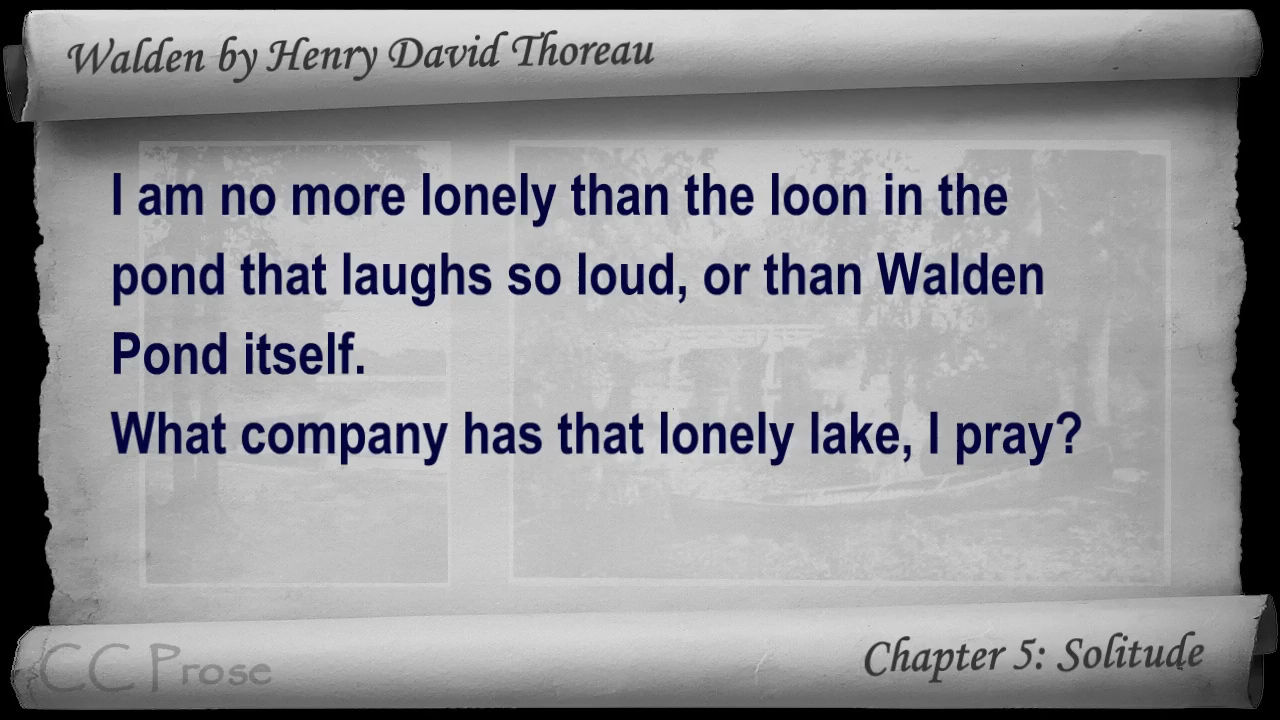 Walden by Henry David Thoreau
I am no more lonely than the loon in the
pond that laughs so loud, or than Walden
Pond itself.
What company has that lonely lake, I pray?
CC Prose
Chapter 5: Solitude